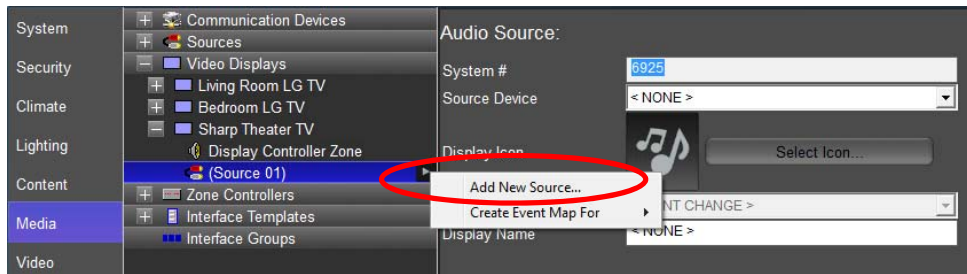 System
Security
Climate
Lighting
Content
Media
Video
Communication Devices
Sources
Video Displays
Living Room LG TV
Bedroom LG TV
Sharp Theater TV
Display Controller Zone
(Source 01)
Zone Controllers
Interface Templates
Interface Groups
Audio Source:
System # 6925
Source Device < NONE >
Display Icon Select Icon...
Add New Source...
Create Event Map For
NT CHANGE >
Display Name < NONE >